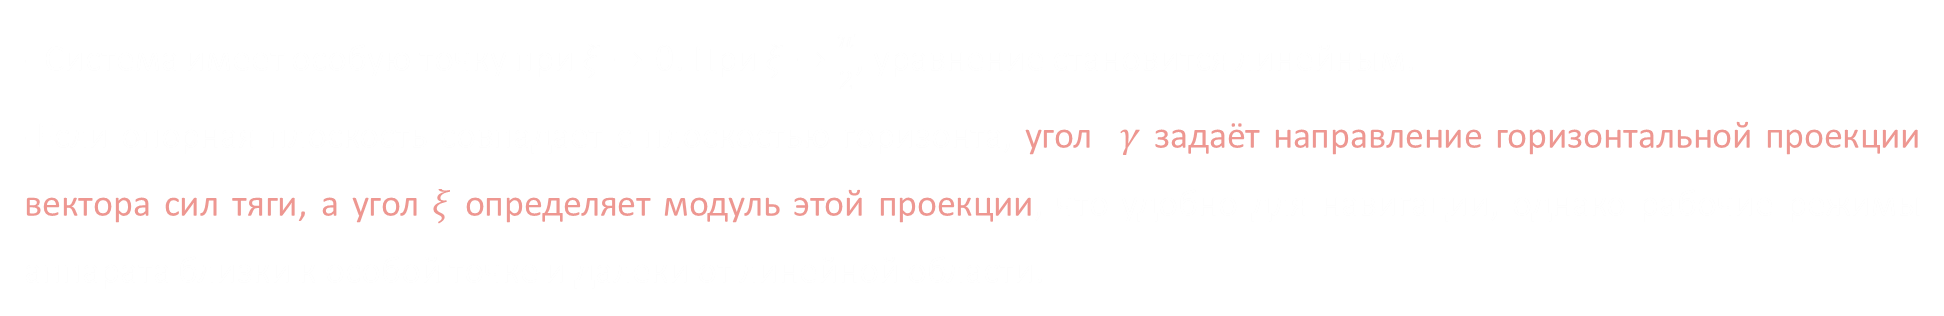 угол γ задаёт направление горизонтальной проекции
вектора сил тяги, а угол ξ определяет модуль этой проекции